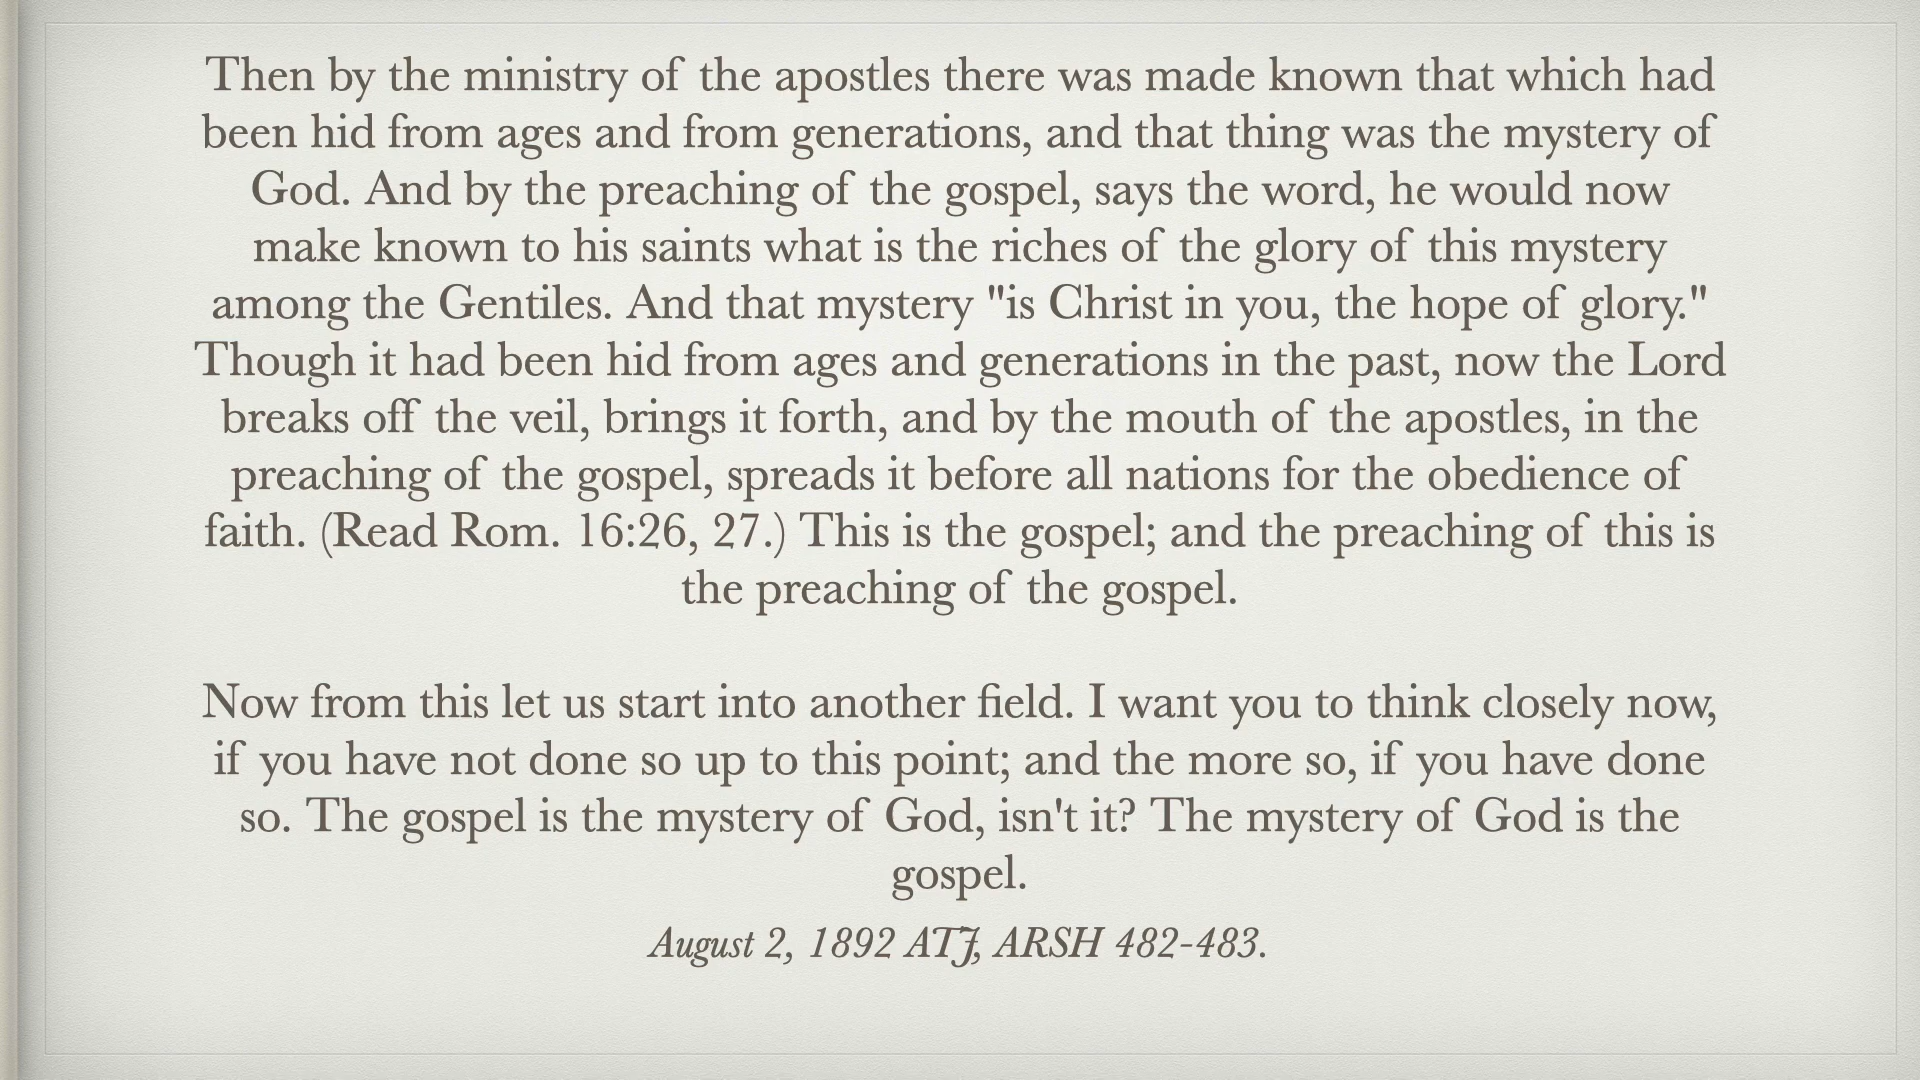 Then by the ministry of the apostles there was made known that which had
been hid from ages and from generations, and that thing was the mystery of
God. And by the preaching of the gospel, says the word, he would now
make known to his saints what is the riches of the glory of this mystery
among the Gentiles. And that mystery "is Christ in you, the hope of glory."
Though it had been hid from ages and generations in the past, now the Lord
breaks off the veil, brings it forth, and by the mouth of the apostles, in the
preaching of the gospel, spreads it before all nations for the obedience of
faith. (Read Rom. 16:26, 27.) This is the gospel; and the preaching of this is
the preaching of the gospel.
Now from this let us start into another field. I want you to think closely now,
if you have not done so up to this point; and the more so, if you have done
so. The gospel is the mystery of God, isn't it? The mystery of God is the
gospel.
August 2, 1892 ATJ, ARSH 482-483.